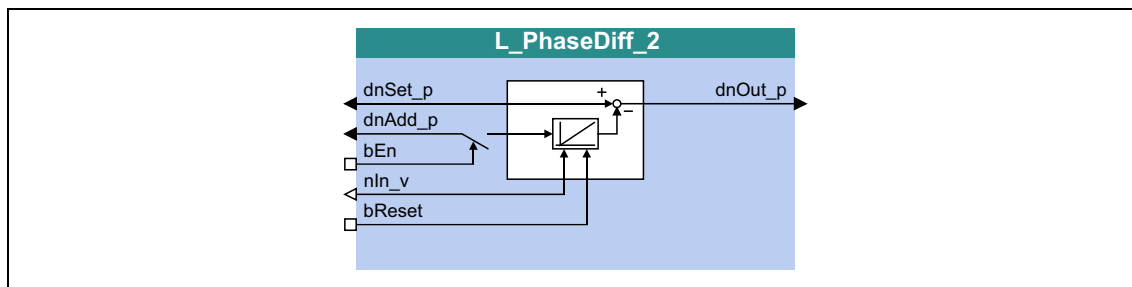 L_PhaseDiff_2
dnSet_p
dnOut_p
+
−
dnAdd_p
bEn
nIn_v
bReset